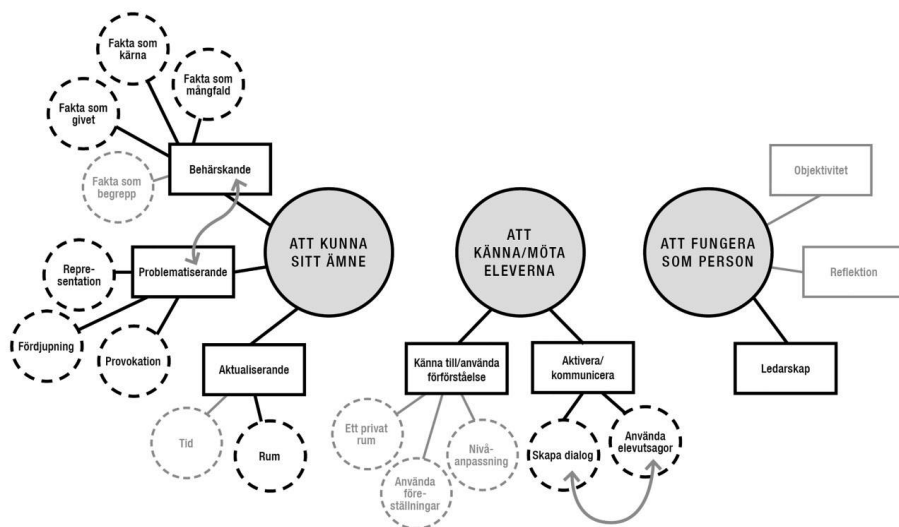 Fakta som
kärna
Fakta som
mångfald
Fakta som
givet
Behärskande
Fakta som
begrepp
Objektivitet
ATT KUNNA
SITT ÄMNE
ATT
KÄNNA/MÖTA
ELEVERNA
ATT FUNGERA
SOM PERSON
Repre-
sentation
Problematiserande
Reflektion
Fördjupning
Provokation
Aktualiserande
Känna till/använda
förförståelse
Aktivera/
kommunicera
Ledarskap
Tid
Rum
Ett privat
rum
Använda
före-
ställningar
Nivå-
anpassning
Skapa dialog
Använda
elevutsagor